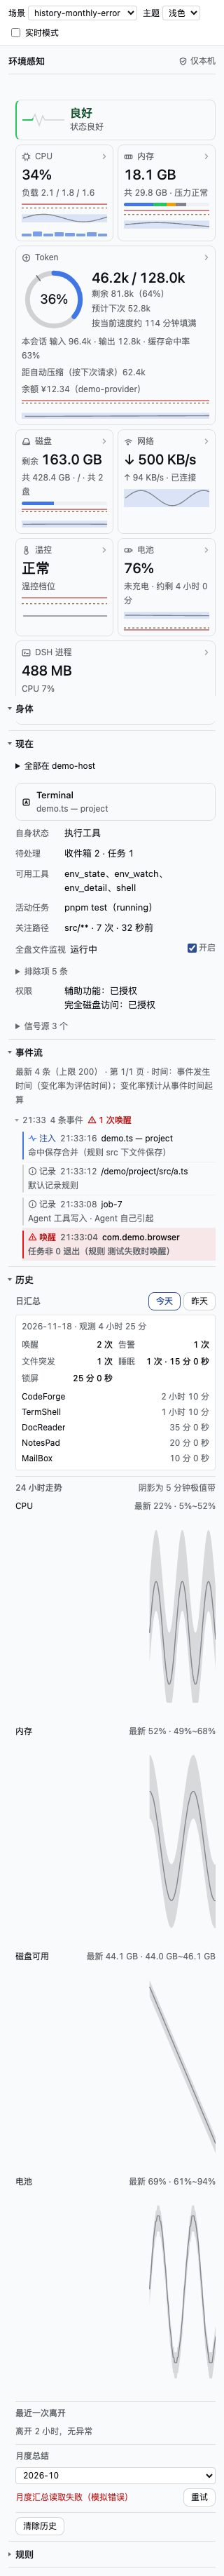 场景 history-monthly-error 主题 浅色
实时模式
环境感知 仅本机
良好
状态良好
CPU
34%
负载 2.1 / 1.8 / 1.6
内存
18.1 GB
共 29.8 GB · 压力正常
Token
36%
46.2k / 128.0k
剩余 81.8k（64%）
预计下次 52.8k
按当前速度约 114 分钟填满
本会话 输入 96.4k · 输出 12.8k · 缓存命中率
63%
距自动压缩（按下次请求）62.4k
余额 ¥12.34（demo-provider）
磁盘
剩余 163.0 GB
共 428.4 GB · / · 共 2
盘
网络
↓ 500 KB/s
↑ 94 KB/s · 已连接
温控
正常
温控档位
电池
76%
未充电 · 约剩 4 小时 0
分
DSH 进程
488 MB
CPU 7%
身体
现在
全部在 demo-host
Terminal
demo.ts — project
自身状态 执行工具
待处理 收件箱 2 · 任务 1
可用工具 env_state、env_watch、
env_detail、shell
活动任务 pnpm test（running）
关注路径 src/** · 7 次 · 32 秒前
全盘文件监视 运行中 开启
排除项 5 条
权限 辅助功能：已授权
完全磁盘访问：已授权
信号源 3 个
事件流
最新 4 条（上限 200） · 第 1/1 页 · 时间：事件发生
时间（变化率为评估时间）；变化率预计从事件时间起
算
21:33 4 条事件 1 次唤醒
注入 21:33:16 demo.ts — project
命中保存合并（规则 src 下文件保存）
记录 21:33:12 /demo/project/src/a.ts
默认记录规则
记录 21:33:08 job-7
Agent 工具写入 · Agent 自己引起
唤醒 21:33:04 com.demo.browser
任务非 0 退出（规则 测试失败时唤醒）
历史
日汇总 今天 昨天
2026-11-18 · 观测 4 小时 25 分
唤醒 2 次 告警 1 次
文件突发 1 次 睡眠 1 次 · 15 分 0 秒
锁屏 25 分 0 秒
CodeForge 2 小时 10 分
TermShell 1 小时 10 分
DocReader 35 分 0 秒
NotesPad 20 分 0 秒
MailBox 10 分 0 秒
24 小时走势 阴影为 5 分钟极值带
CPU 最新 22% · 5%~52%
内存 最新 52% · 49%~68%
磁盘可用 最新 44.1 GB · 44.0 GB~46.1 GB
电池 最新 69% · 61%~94%
最近一次离开
离开 2 小时，无异常
月度总结
2026-10
月度汇总读取失败（模拟错误） 重试
清除历史
规则